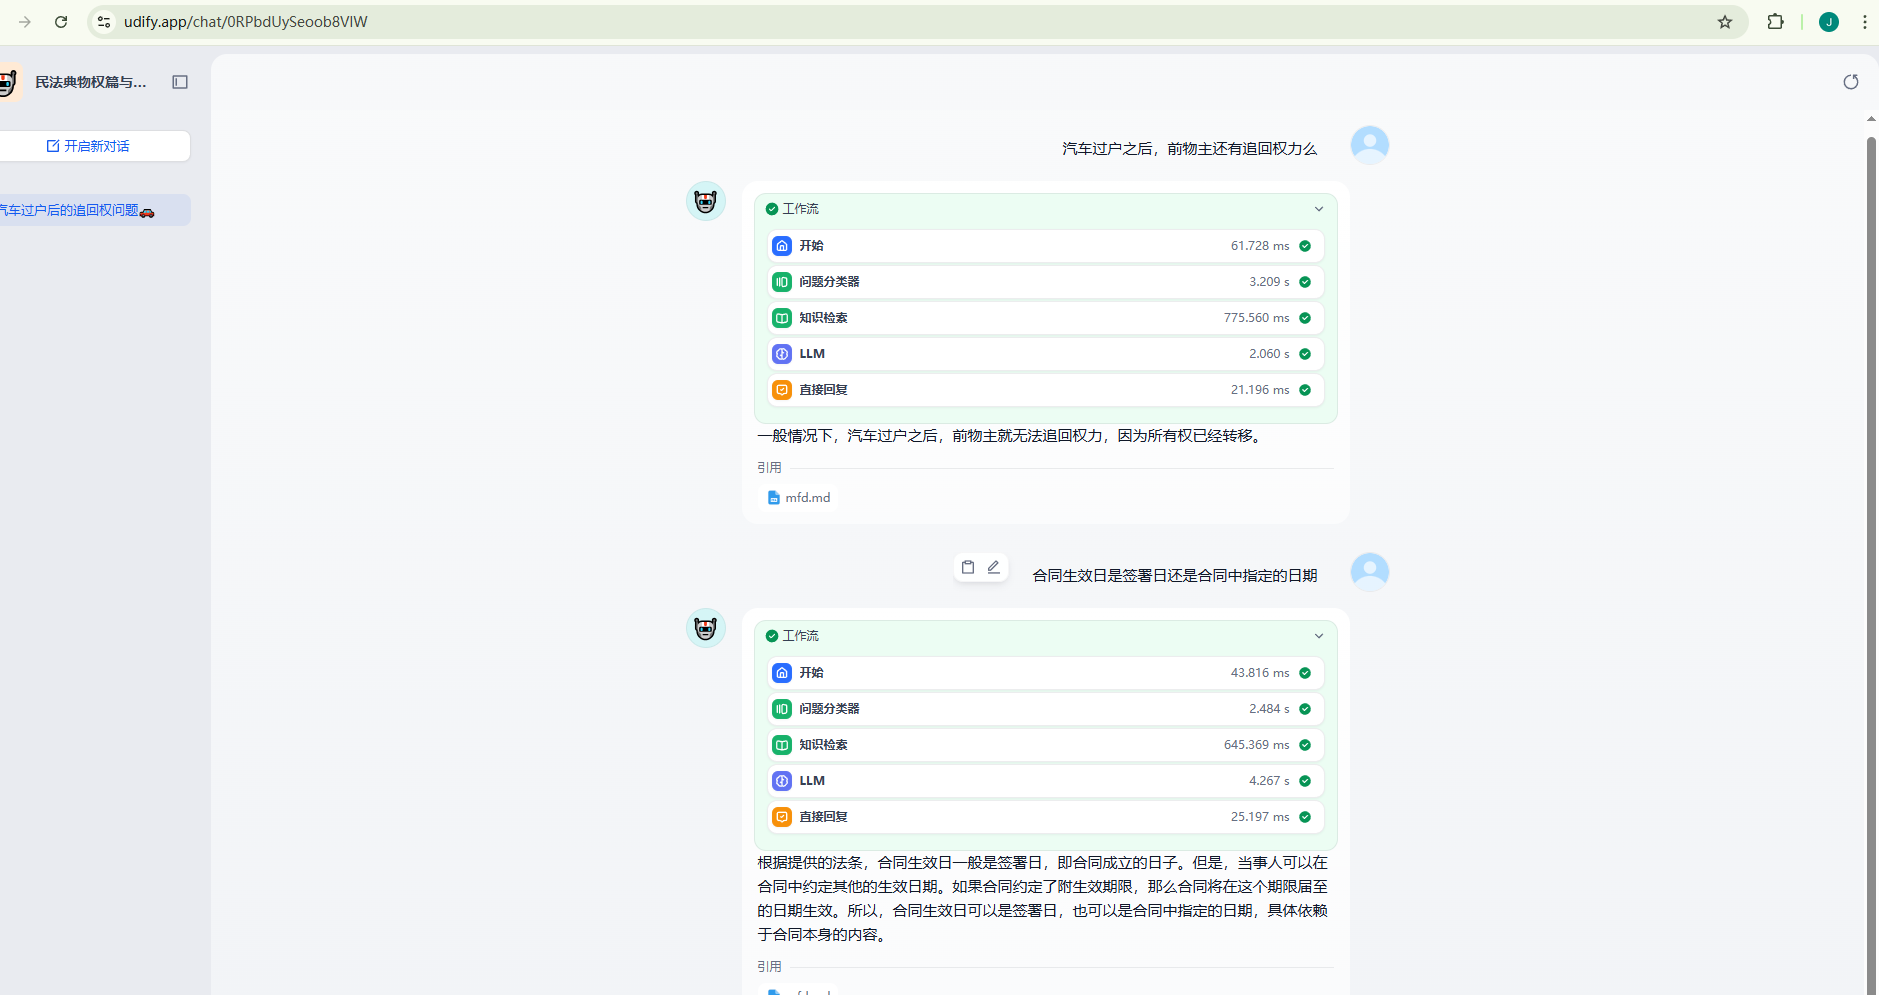 udify.app/chat/0RPbdUySeoob8VIW
J
民法典物权篇与...
开启新对话
汽车过户后的追回权问题
汽车过户之后，前物主还有追回权力么
工作流
开始 61.728 ms
问题分类器 3.209 s
知识检索 775.560 ms
LLM 2.060 s
直接回复 21.196 ms
一般情况下，汽车过户之后，前物主就无法追回权力，因为所有权已经转移。
引用
mfd.md
合同生效日是签署日还是合同中指定的日期
工作流
开始 43.816 ms
问题分类器 2.484 s
知识检索 645.369 ms
LLM 4.267 s
直接回复 25.197 ms
根据提供的法条，合同生效日一般是签署日，即合同成立的日子。但是，当事人可以在
合同中约定其他的生效日期。如果合同约定了附生效期限，那么合同将在这个期限届至
的日期生效。所以，合同生效日可以是签署日，也可以是合同中指定的日期，具体依赖
于合同本身的内容。
引用